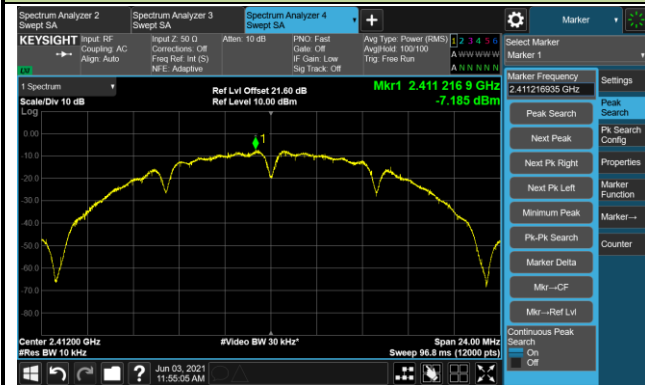 Spectrum Analyzer 2
Swept SA
Spectrum Analyzer 3
Swept SA
Spectrum Analyzer 4
Swept SA
Marker
KEYSIGHT
Input: RF
Coupling: AC
Align: Auto
Input Z: 50 Ω
Corrections: Off
Freq Ref: Int (S)
NFE: Adaptive
Atten: 10 dB
PNO: Fast
Gate: Off
IF Gain: Low
Sig Track: Off
Avg Type: Power (RMS)
Avg|Hold: 100/100
Trig: Free Run
1 2 3 4 5 6
A W W W W W
A N N N N N
Select Marker
Marker 1
1 Spectrum
Scale/Div 10 dB
Log
Ref Lvl Offset 21.60 dB
Ref Level 10.00 dBm
Mkr1 2.411 216 9 GHz
-7.185 dBm
1
0.00
-10.0
-20.0
-30.0
-40.0
-50.0
-60.0
-70.0
-80.0
Center 2.41200 GHz
#Res BW 10 kHz
#Video BW 30 kHz*
Span 24.00 MHz
Sweep 96.8 ms (12000 pts)
Marker Frequency
2.411216935 GHz
Peak Search
Next Peak
Next Pk Right
Next Pk Left
Minimum Peak
Pk-Pk Search
Marker Delta
Mkr→CF
Mkr→Ref Lvl
Continuous Peak
Search
On
Off
Settings
Peak
Search
Pk Search
Config
Properties
Marker
Function
Marker→
Counter
Jun 03, 2021
11:55:05 AM